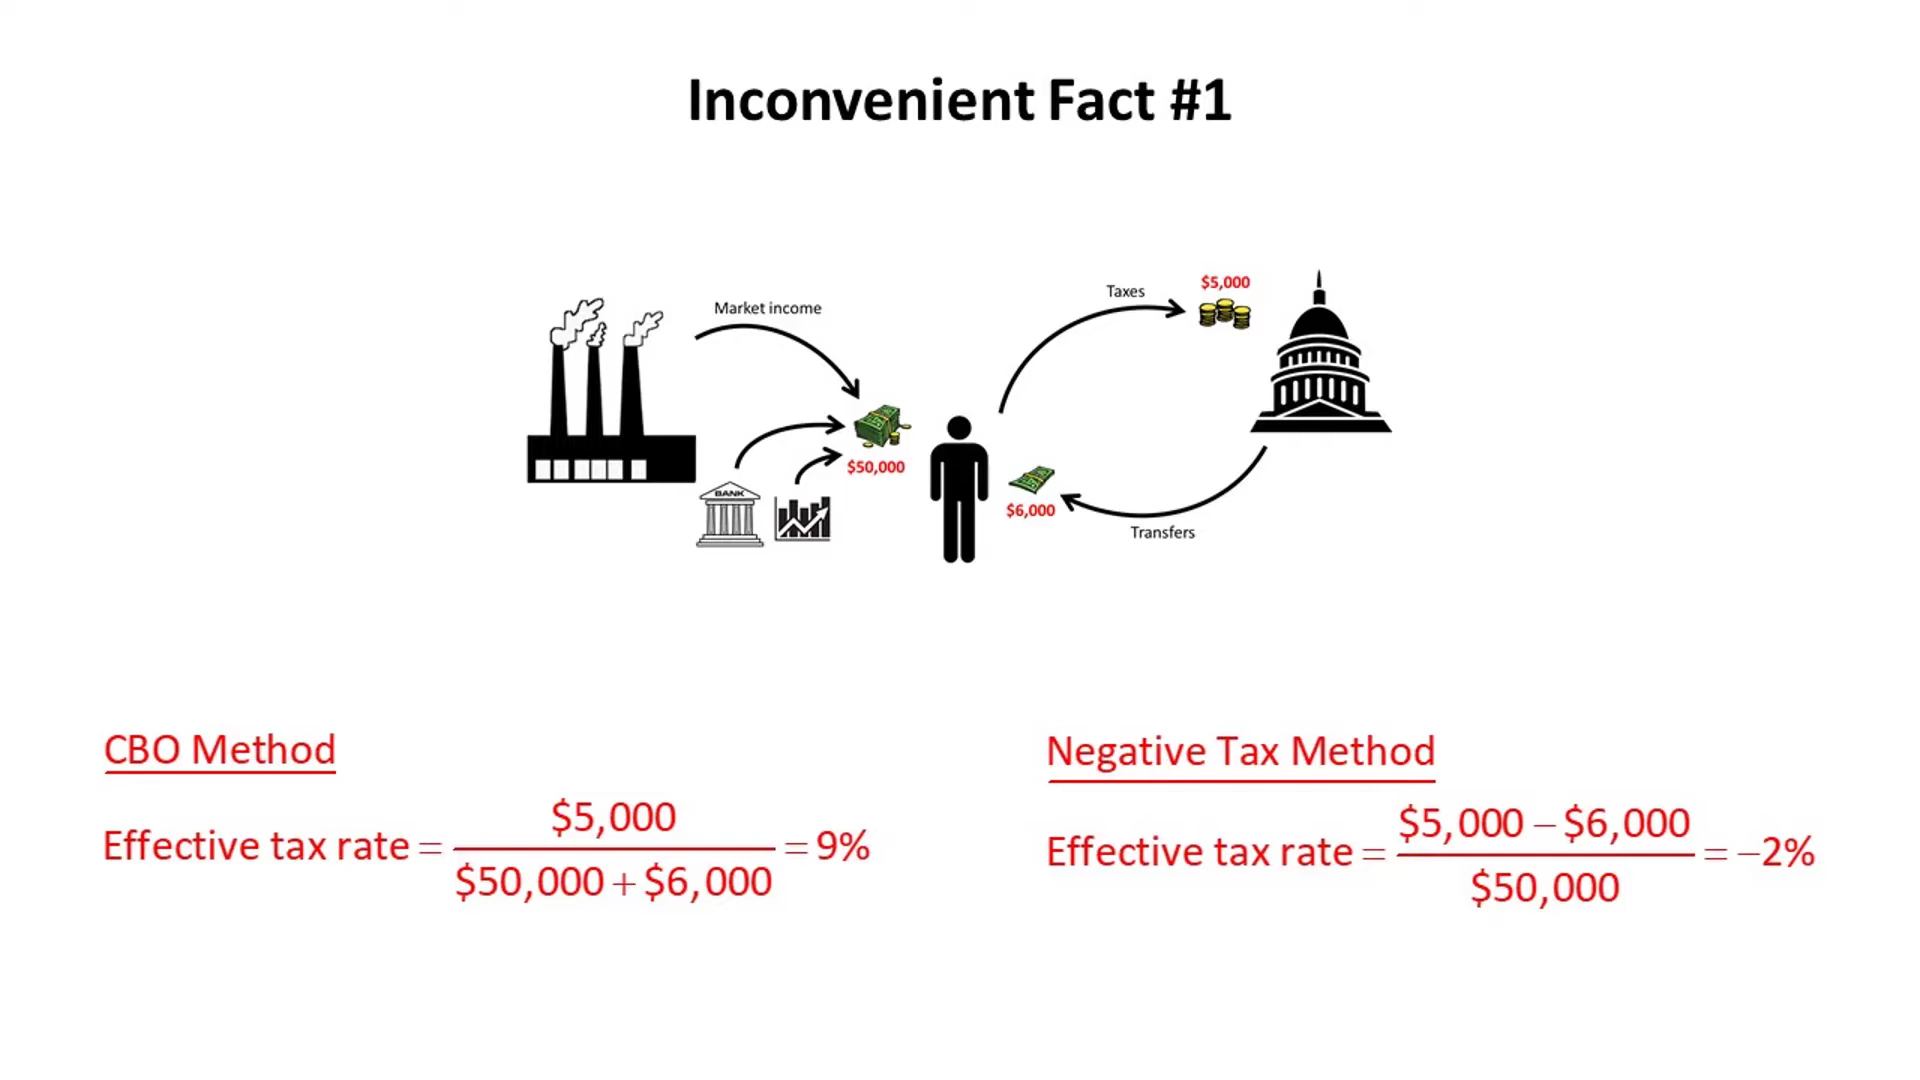 Inconvenient Fact #1
Market income
$50,000
BANK
Taxes
$5,000
$6,000
Transfers
CBO Method
Effective tax rate = $5,000 / $50,000 + $6,000 = 9%
Negative Tax Method
Effective tax rate = $5,000 – $6,000 / $50,000 = –2%